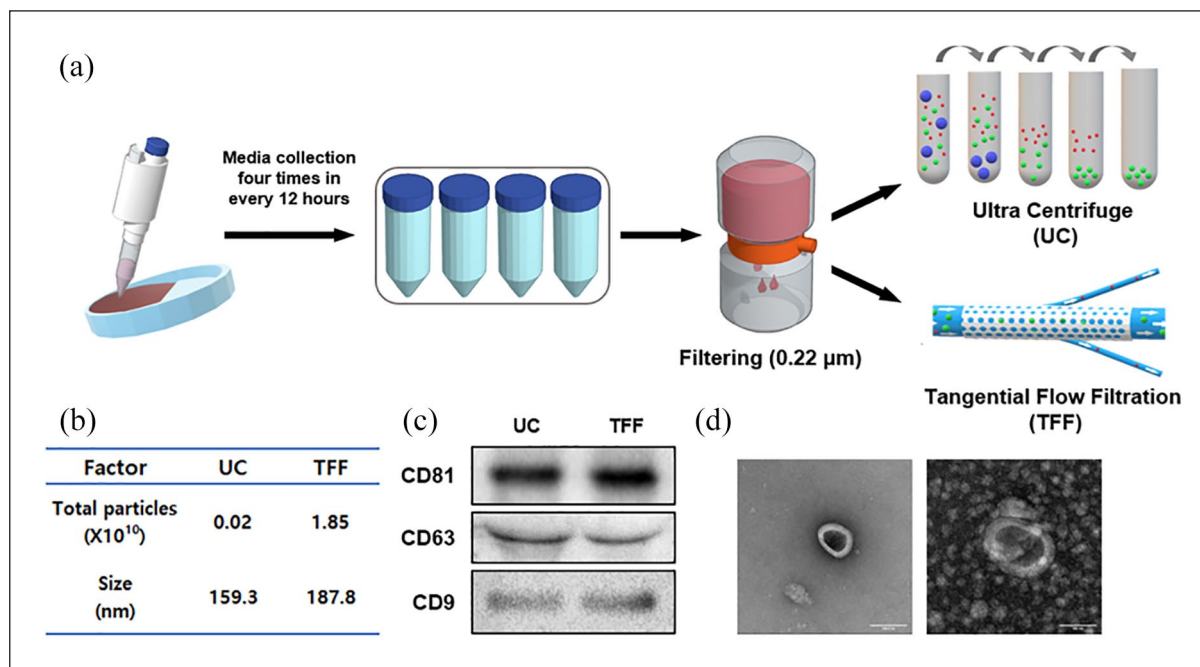 (a)
Media collection
four times in
every 12 hours
Filtering (0.22 µm)
Ultra Centrifuge
(UC)
Tangential Flow Filtration
(TFF)
(b)
Factor UC TFF
Total particles
(X10¹⁰) 0.02 1.85
Size
(nm) 159.3 187.8
(c)
UC TFF
CD81
CD63
CD9
(d)